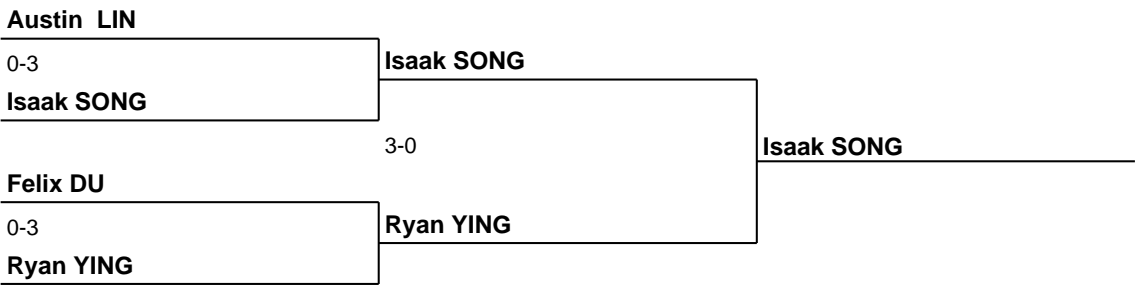 Austin  LIN
0-3
Isaak SONG
Isaak SONG
3-0
Isaak SONG
Felix DU
0-3
Ryan YING
Ryan YING